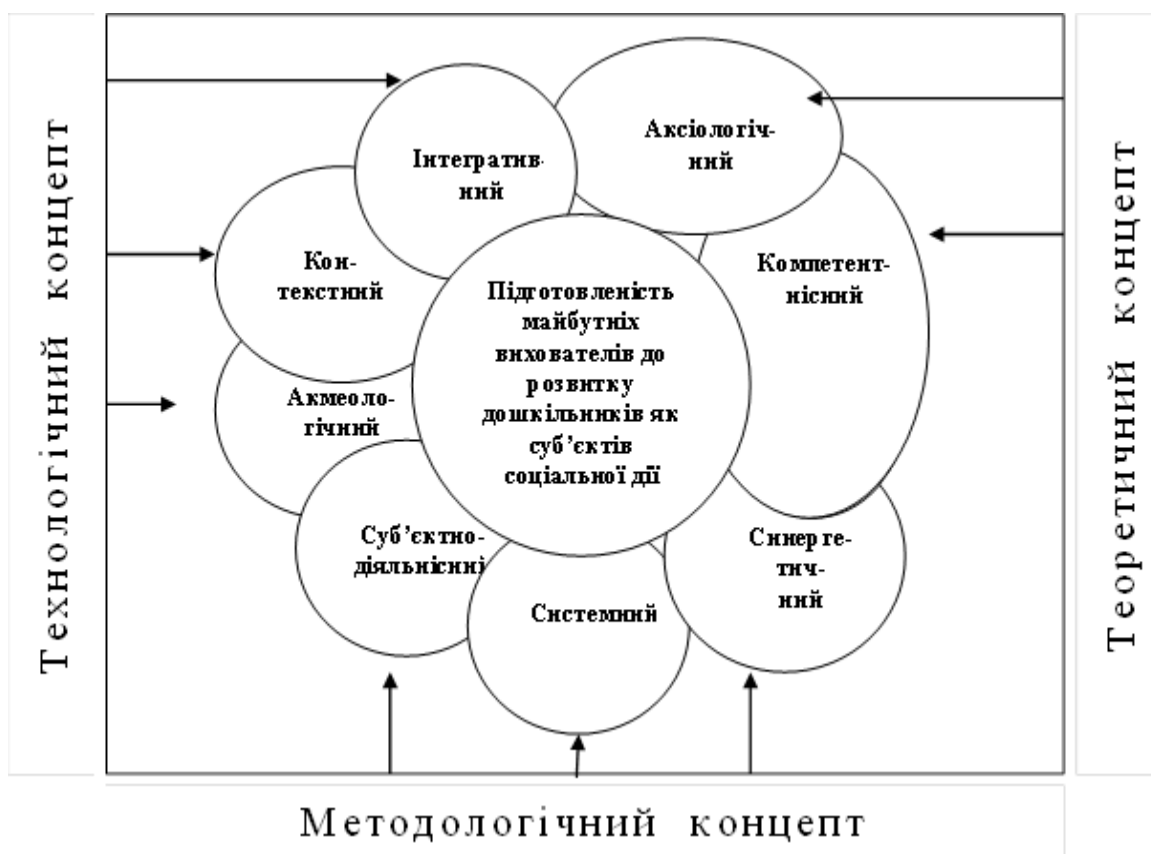 Технологічний концепт
Інтегратив-
ний
Аксіологіч-
ний
Кон-
текстний
Компетент-
нісний
Підготовленість
майбутніх
вихователів до
розвитку
дошкільників як
суб’єктів
соціальної дії
Акмеоло-
гічний
Суб’єктно-
діяльнісний
Системний
Синерге-
тич-
ний
Теоретичний концепт
Методологічний концепт